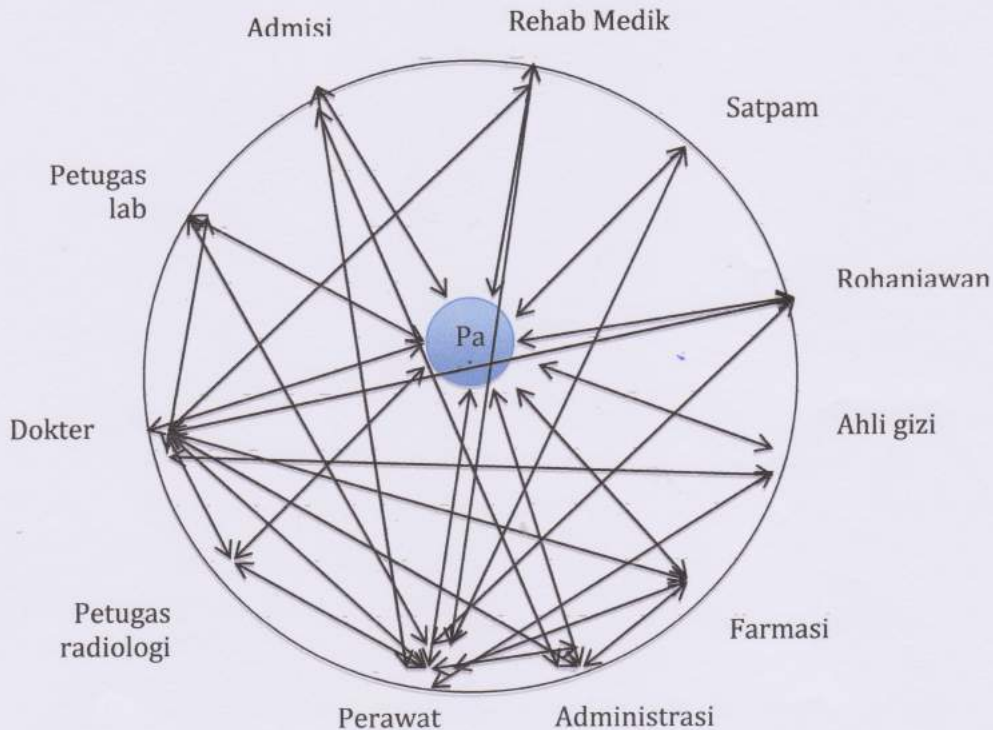 Admisi
Rehab Medik
Satpam
Petugas
lab
Rohaniawan
Pa
Dokter
Ahli gizi
Petugas
radiologi
Farmasi
Perawat
Administrasi